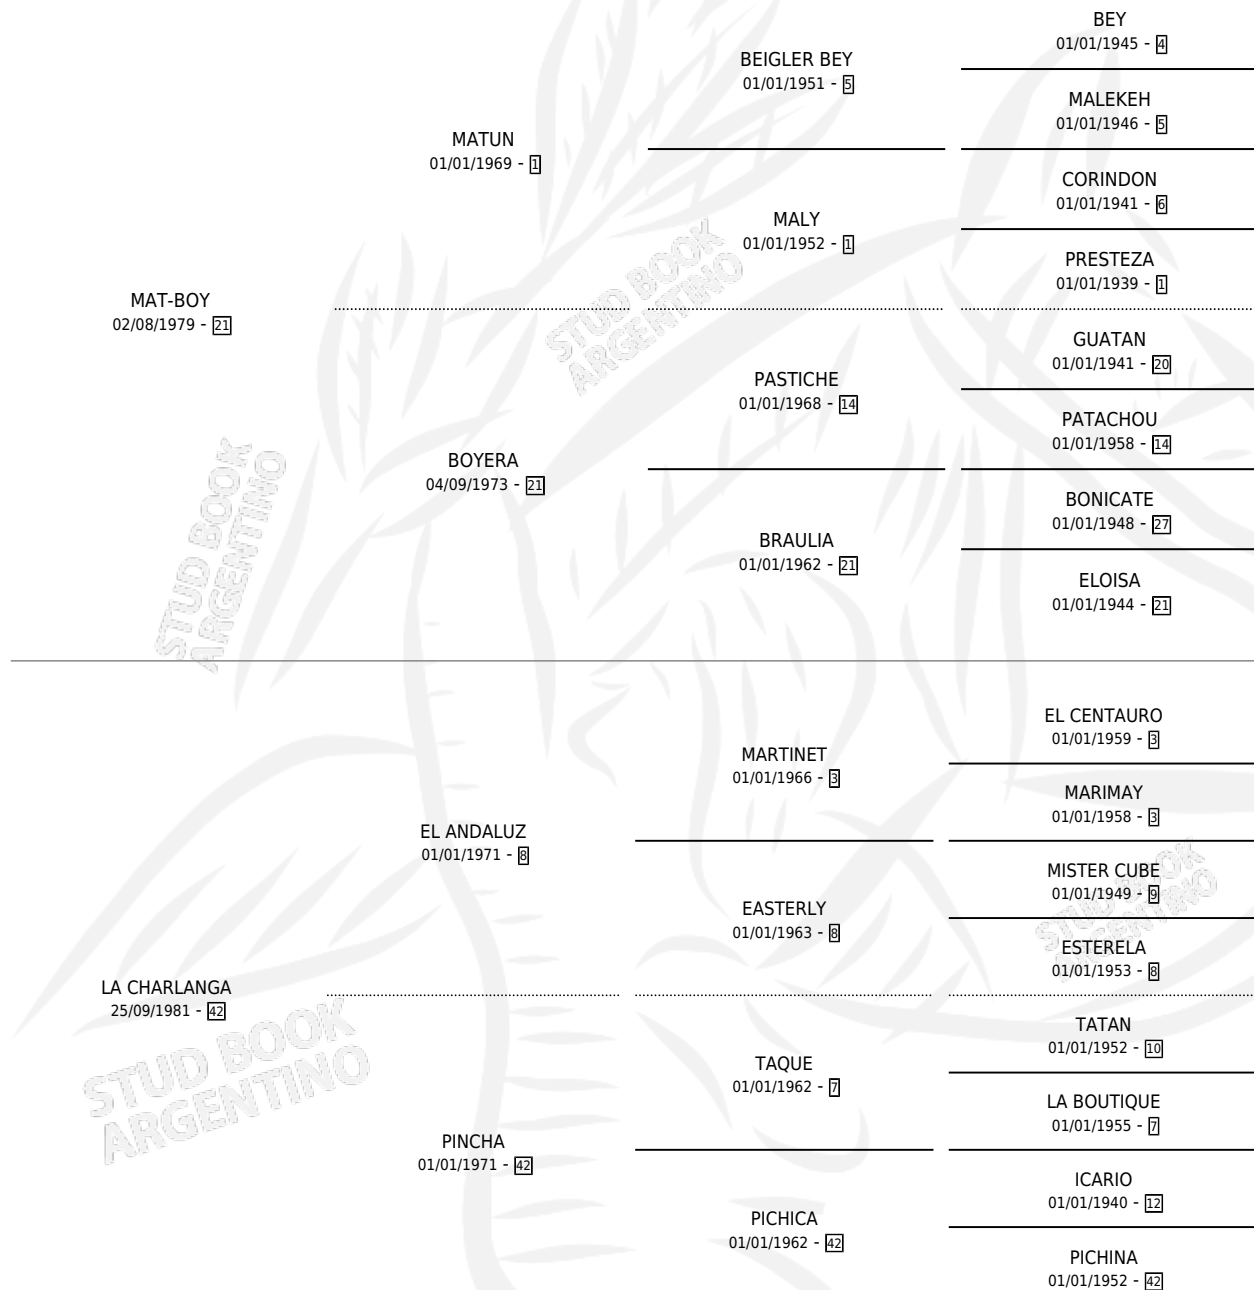 BEY
01/01/1945 - 4
BEIGLER BEY
01/01/1951 - 5
MALEKEH
01/01/1946 - 5
MATUN
01/01/1969 - 1
CORINDON
01/01/1941 - 6
MALY
01/01/1952 - 1
PRESTEZA
01/01/1939 - 1
MAT-BOY
02/08/1979 - 21
GUATAN
01/01/1941 - 20
PASTICHE
01/01/1968 - 14
PATACHOU
01/01/1958 - 14
BOYERA
04/09/1973 - 21
BONICATE
01/01/1948 - 27
BRAULIA
01/01/1962 - 21
ELOISA
01/01/1944 - 21
EL CENTAURO
01/01/1959 - 3
MARTINET
01/01/1966 - 3
MARIMAY
01/01/1958 - 3
EL ANDALUZ
01/01/1971 - 8
MISTER CUBE
01/01/1949 - 9
EASTERLY
01/01/1963 - 8
ESTERELA
01/01/1953 - 8
LA CHARLANGA
25/09/1981 - 42
TATAN
01/01/1952 - 10
TAQUE
01/01/1962 - 7
LA BOUTIQUE
01/01/1955 - 7
PINCHA
01/01/1971 - 42
ICARIO
01/01/1940 - 12
PICHICA
01/01/1962 - 42
PICHINA
01/01/1952 - 42
STUD BOOK
ARGENTINO
STUD BOOK
ARGENTINO
STUD BOOK
ARGENTINO
STUD BOOK
ARGENTINO